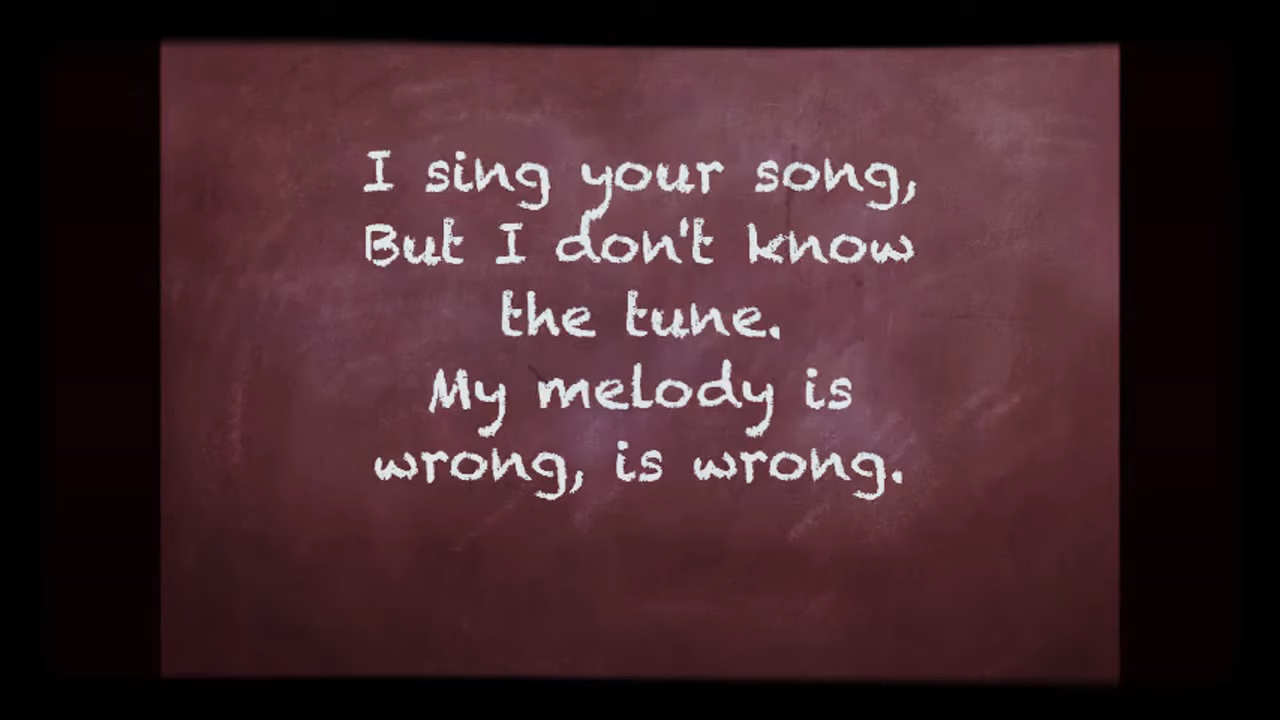 I sing your song,
But I don't know
the tune.
My melody is
wrong, is wrong.